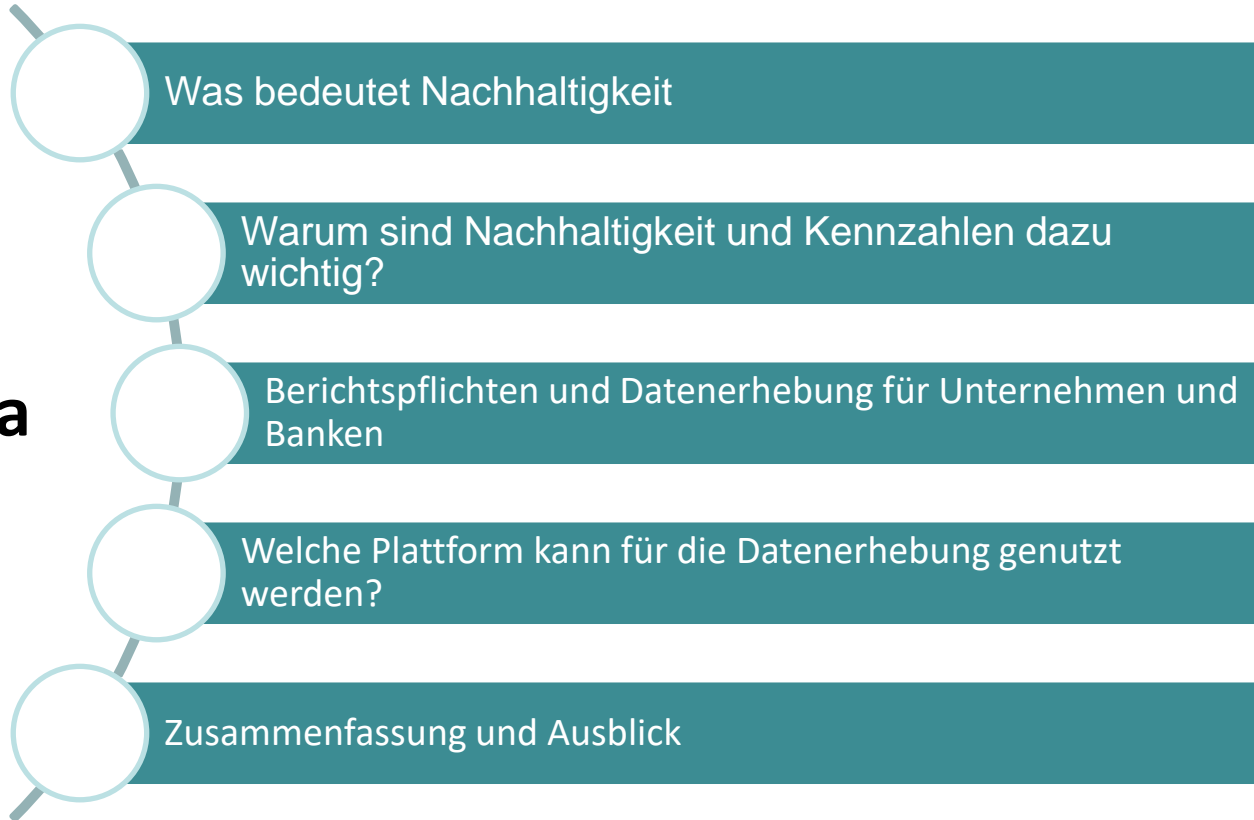 Was bedeutet Nachhaltigkeit
Warum sind Nachhaltigkeit und Kennzahlen dazu
wichtig?
a
Berichtspflichten und Datenerhebung für Unternehmen und
Banken
Welche Plattform kann für die Datenerhebung genutzt
werden?
Zusammenfassung und Ausblick